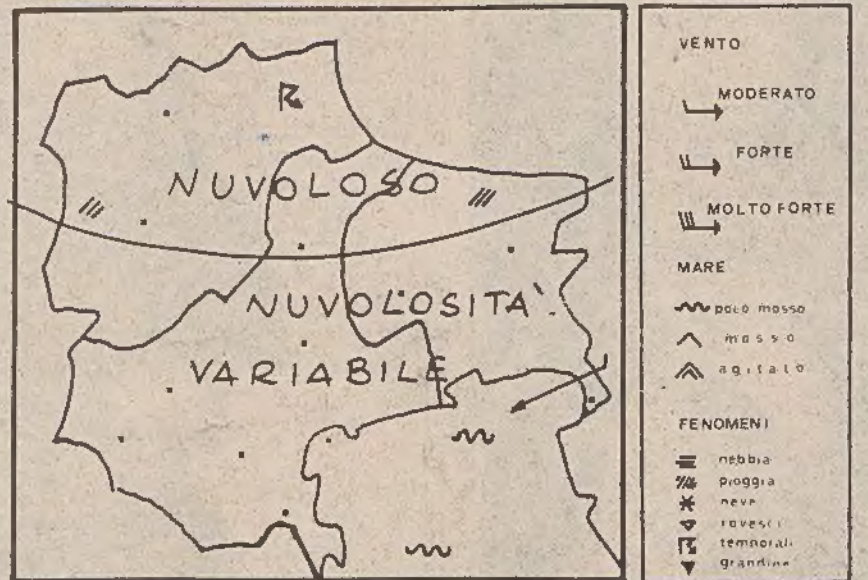 NUVOLOSO
NUVOLOSITA'
VARIABILE
VENTO
MODERATO
FORTE
MOLTO FORTE
MARE
poco mosso
mosso
agitato
FENOMENI
nebbia
pioggia
neve
rovesci
temporali
grandine